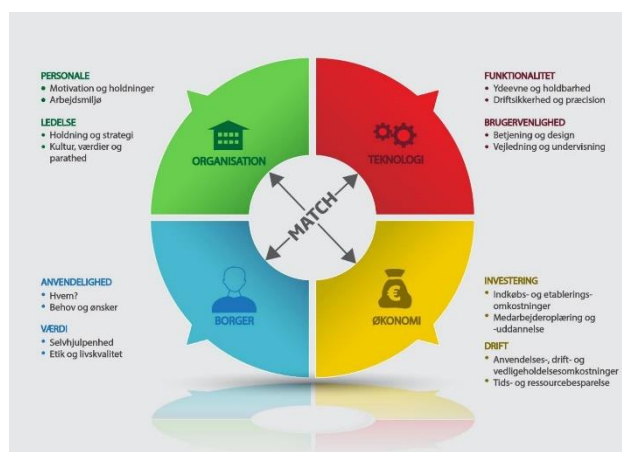 PERSONALE
• Motivation og holdninger
• Arbejdsmiljø
LEDELSE
• Holdning og strategi
• Kultur, værdier og
parathed
FUNKTIONALITET
• Ydeevne og holdbarhed
• Driftsikkerhed og præcision
BRUGERVENLIGHED
• Betjening og design
• Vejledning og undervisning
ORGANISATION
TEKNOLOGI
MATCH
BORGER
€
ØKONOMI
ANVENDELIGHED
• Hvem?
• Behov og ønsker
VÆRDI
• Selvhjulpenhed
• Etik og livskvalitet
INVESTERING
• Indkøbs- og etablerings-
omkostninger
• Medarbejderoplæring og
-uddannelse
DRIFT
• Anvendelses-, drift- og
vedligeholdelsesomkostninger
• Tids- og ressourcebesparelse